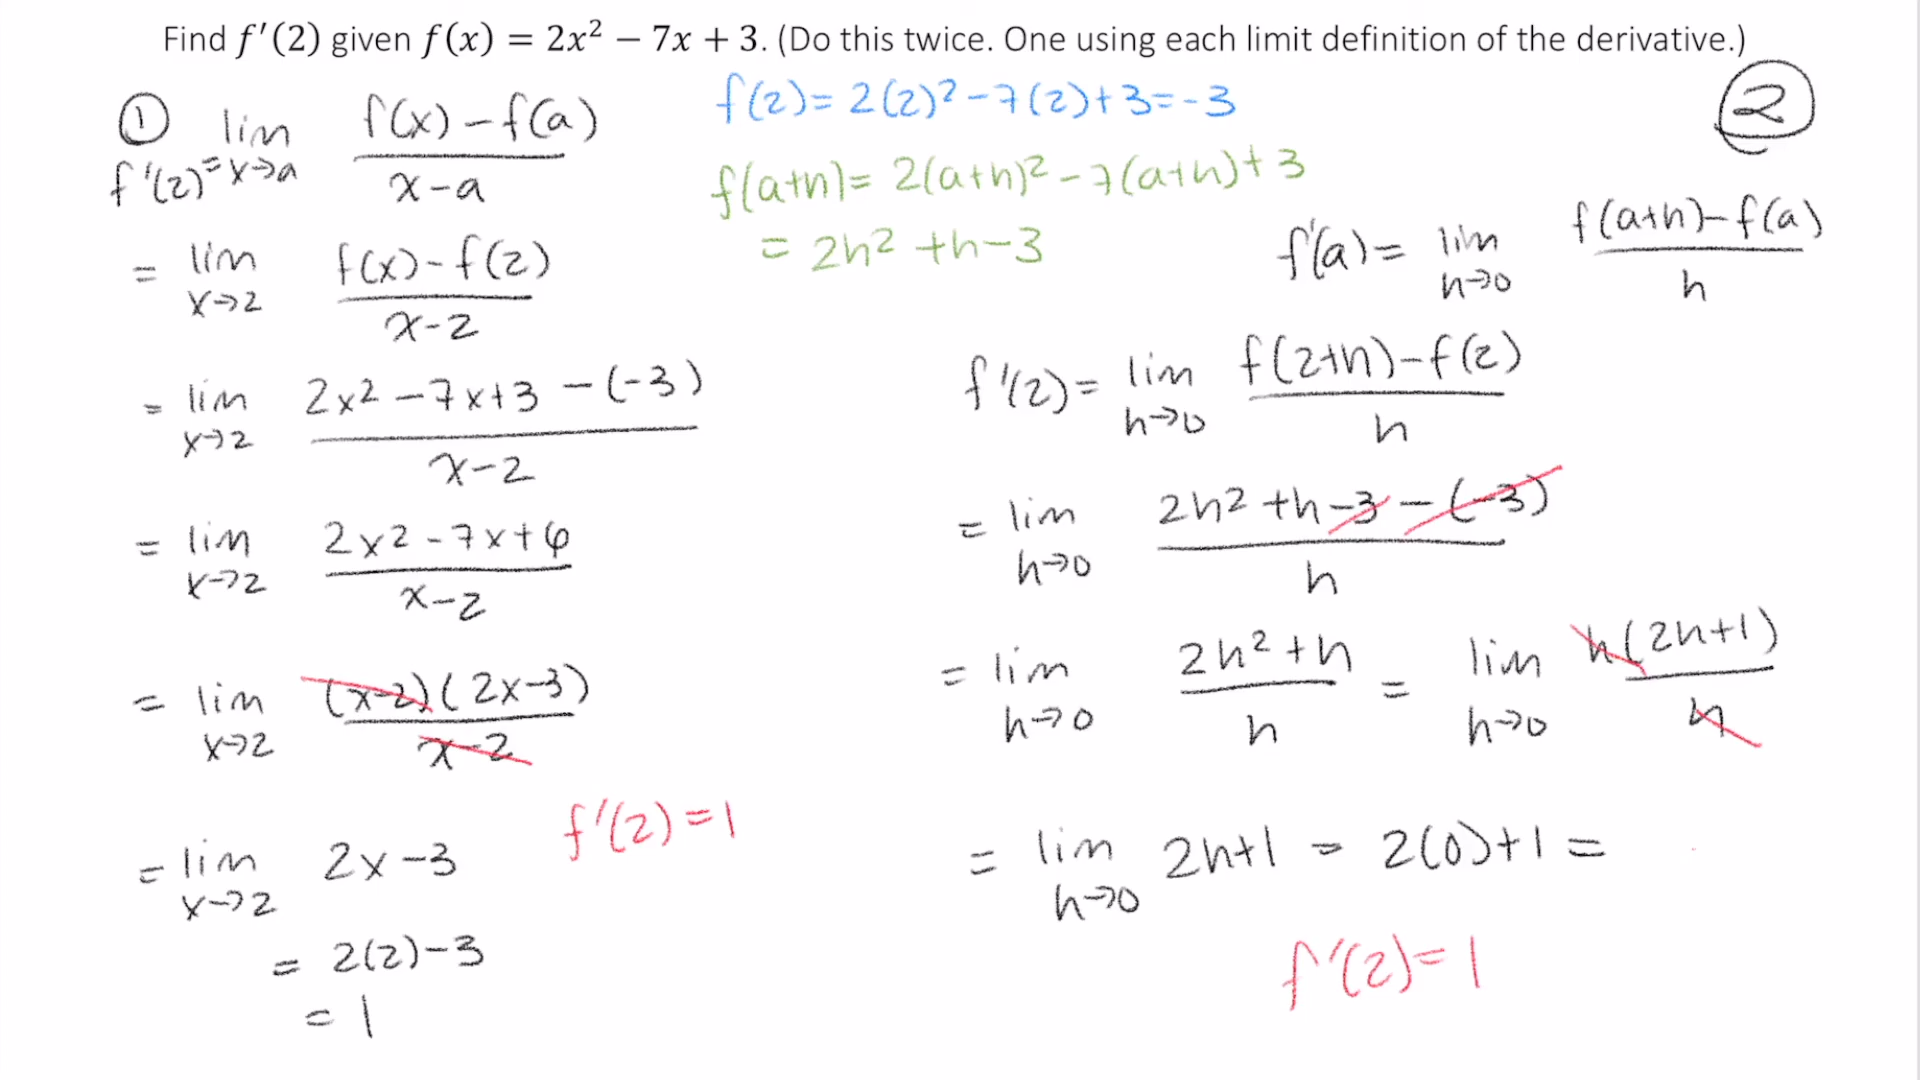 Find f′(2) given f(x) = 2x² − 7x + 3. (Do this twice. One using each limit definition of the derivative.)
① lim f(x)-f(a)
f'(2)= x→a x-a
= lim f(x)-f(2)
x→2 x-2
= lim 2x²-7x+3-(-3)
x→2 x-2
= lim 2x²-7x+6
x→2 x-2
= lim (x-2)(2x-3)
x→2 x-2
= lim 2x-3
x→2
= 2(2)-3
= 1
f'(2)=1
f(2)= 2(2)²-7(2)+3=-3
f(a+h)= 2(a+h)²-7(a+h)+3
= 2h²+h-3
②
f'(a)= lim f(a+h)-f(a)
h→0 h
f'(2)= lim f(2+h)-f(2)
h→0 h
= lim 2h²+h-3-(-3)
h→0 h
= lim 2h²+h = lim h(2h+1)
h→0 h h→0 h
= lim 2h+1 = 2(0)+1 =
h→0
f'(2)=1